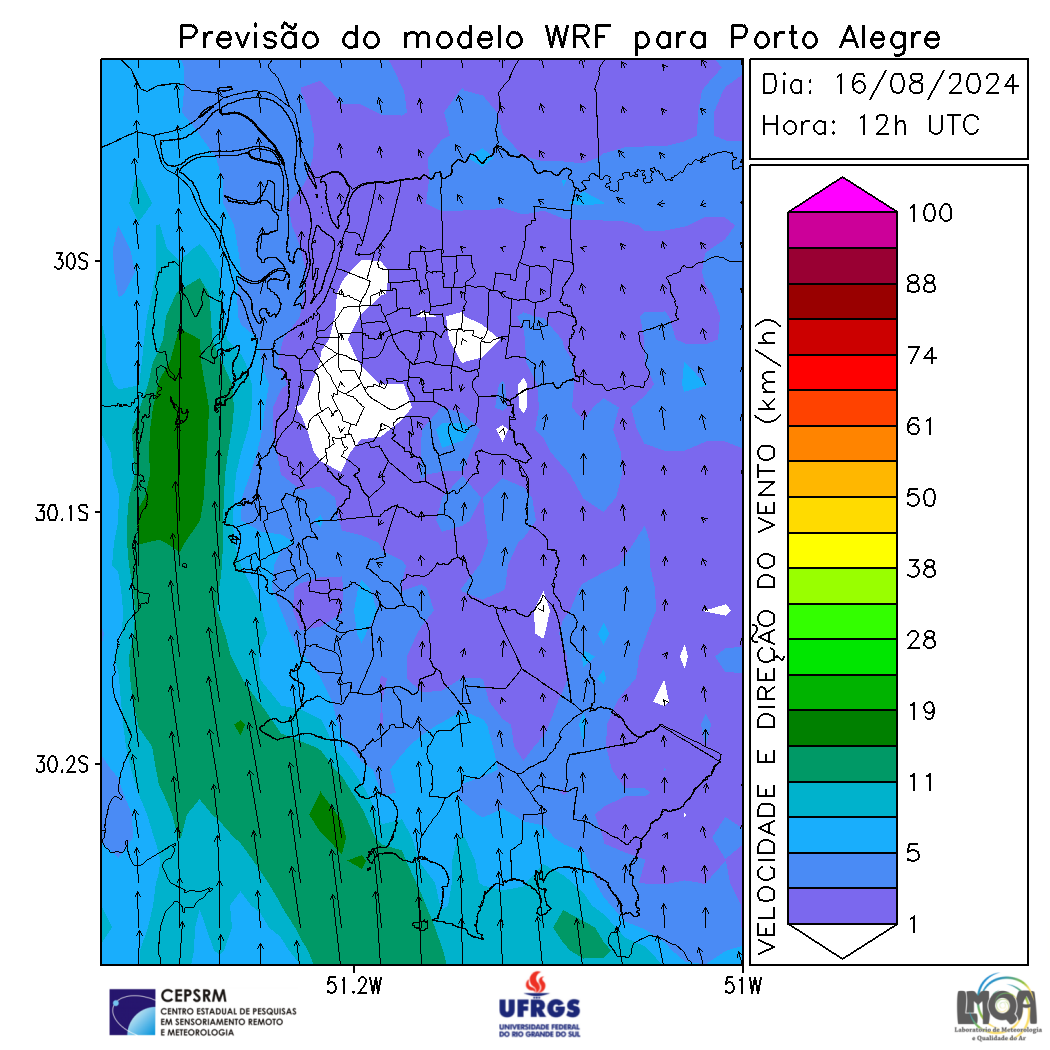 Previsão do modelo WRF para Porto Alegre
Dia: 16/08/2024
Hora: 12h UTC
30S
30.1S
30.2S
51.2W
51W
VELOCIDADE E DIREÇÃO DO VENTO (km/h)
100
88
74
61
50
38
28
19
11
5
1
CEPSRM
CENTRO ESTADUAL DE PESQUISAS
EM SENSORIAMENTO REMOTO
E METEOROLOGIA
UFRGS
UNIVERSIDADE FEDERAL
DO RIO GRANDE DO SUL
LMQA
Laboratório de Meteorologia
e Qualidade do Ar